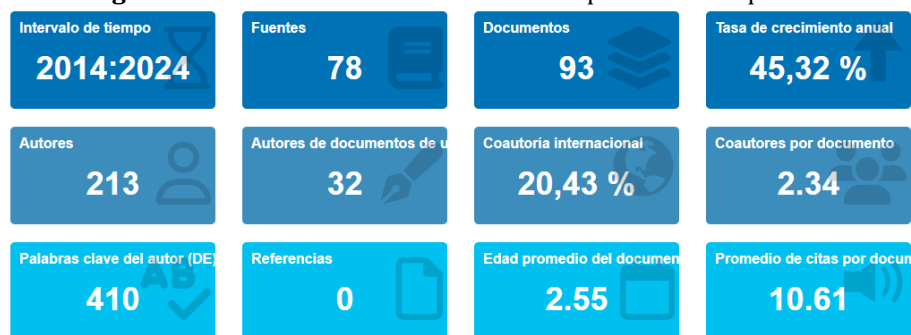 Intervalo de tiempo
2014:2024
Fuentes
78
Documentos
93
Tasa de crecimiento anual
45,32 %
Autores
213
Autores de documentos de u
32
Coautoría internacional
20,43 %
Coautores por documento
2.34
Palabras clave del autor (DE)
410
Referencias
0
Edad promedio del documen
2.55
Promedio de citas por docum
10.61